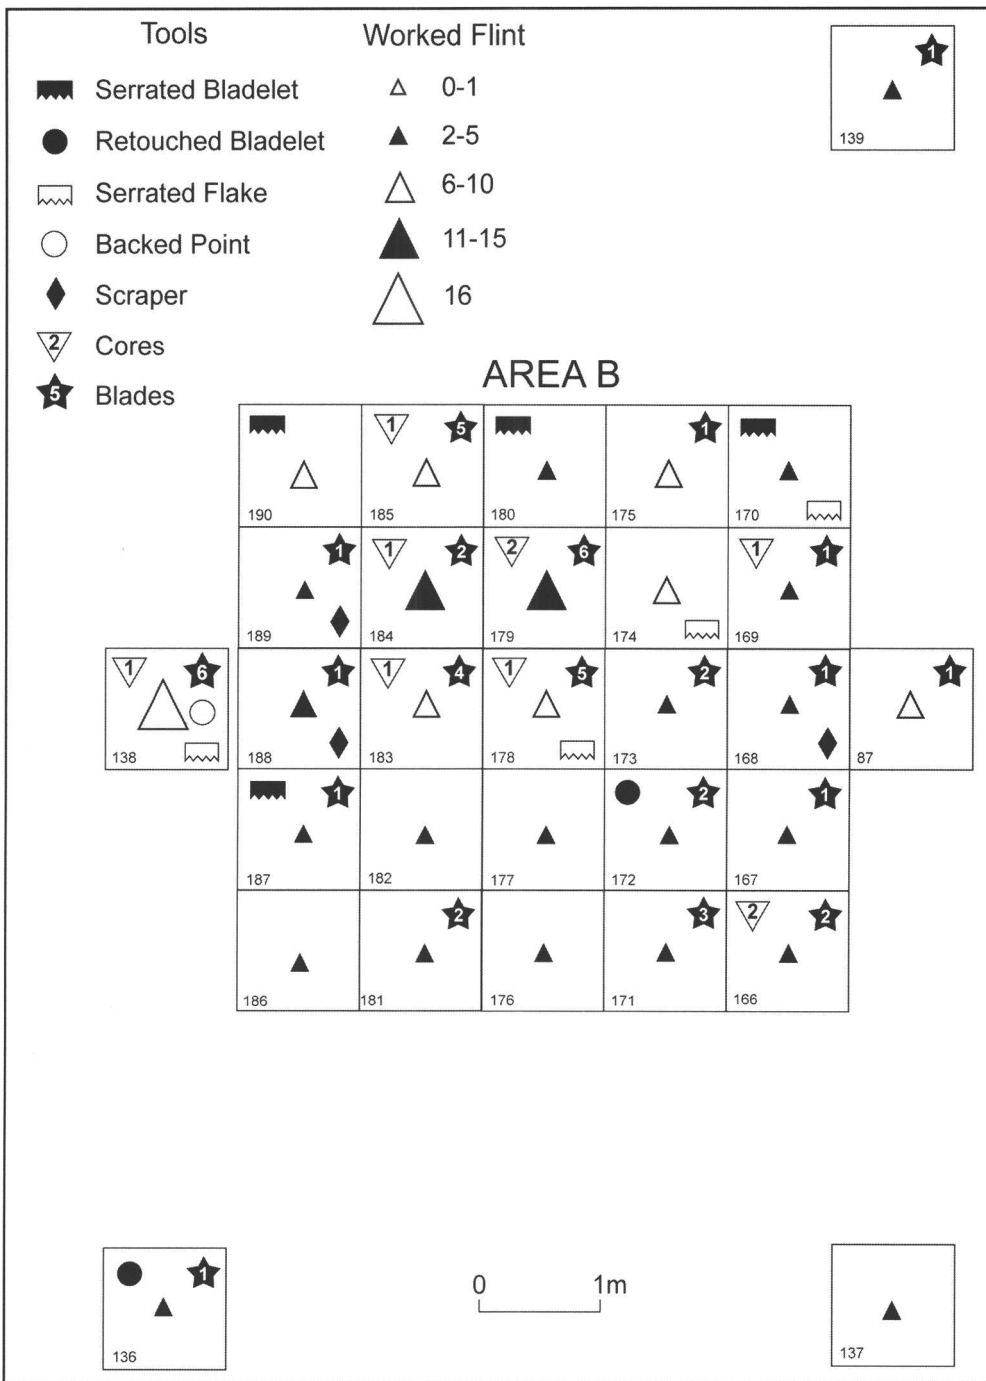 Tools
Worked Flint
Serrated Bladelet
0-1
Retouched Bladelet
2-5
Serrated Flake
6-10
Backed Point
11-15
Scraper
16
2 Cores
5 Blades
1
139
AREA B
1 5 1
190 185 180 175 170
1 1 2 2 6 1 1
189 184 179 174 169
1 6 1 1 4 1 5 2 1 1
138 188 183 178 173 168 87
1 2 1
187 182 177 172 167
2 3 2 2
186 181 176 171 166
1
0 1m
136
137